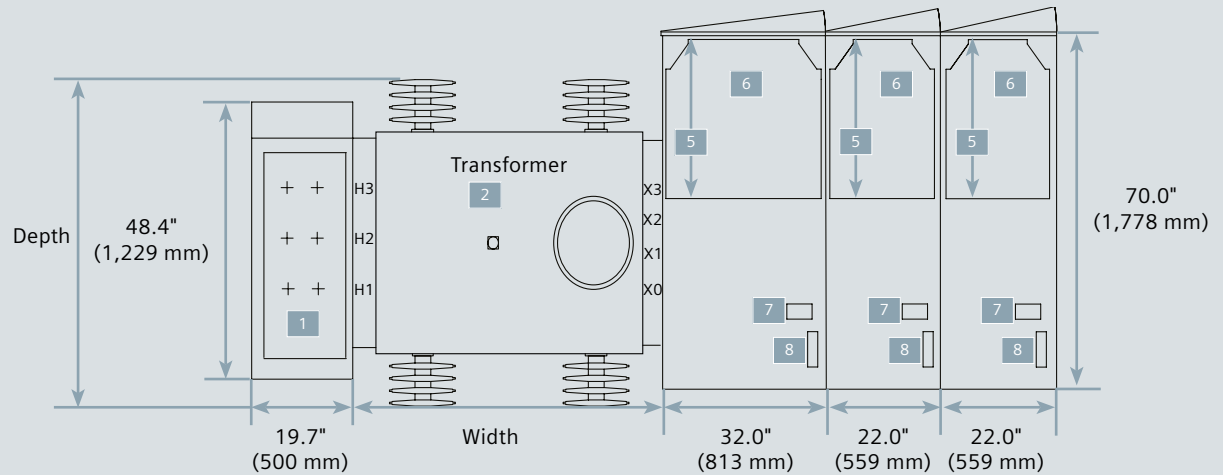 Depth
48.4"
(1,229 mm)
Transformer
2
H3
H2
H1
1
X3
X2
X1
X0
6
6
6
5
5
5
7
7
7
8
8
8
70.0"
(1,778 mm)
19.7"
(500 mm)
Width
32.0"
(813 mm)
22.0"
(559 mm)
22.0"
(559 mm)